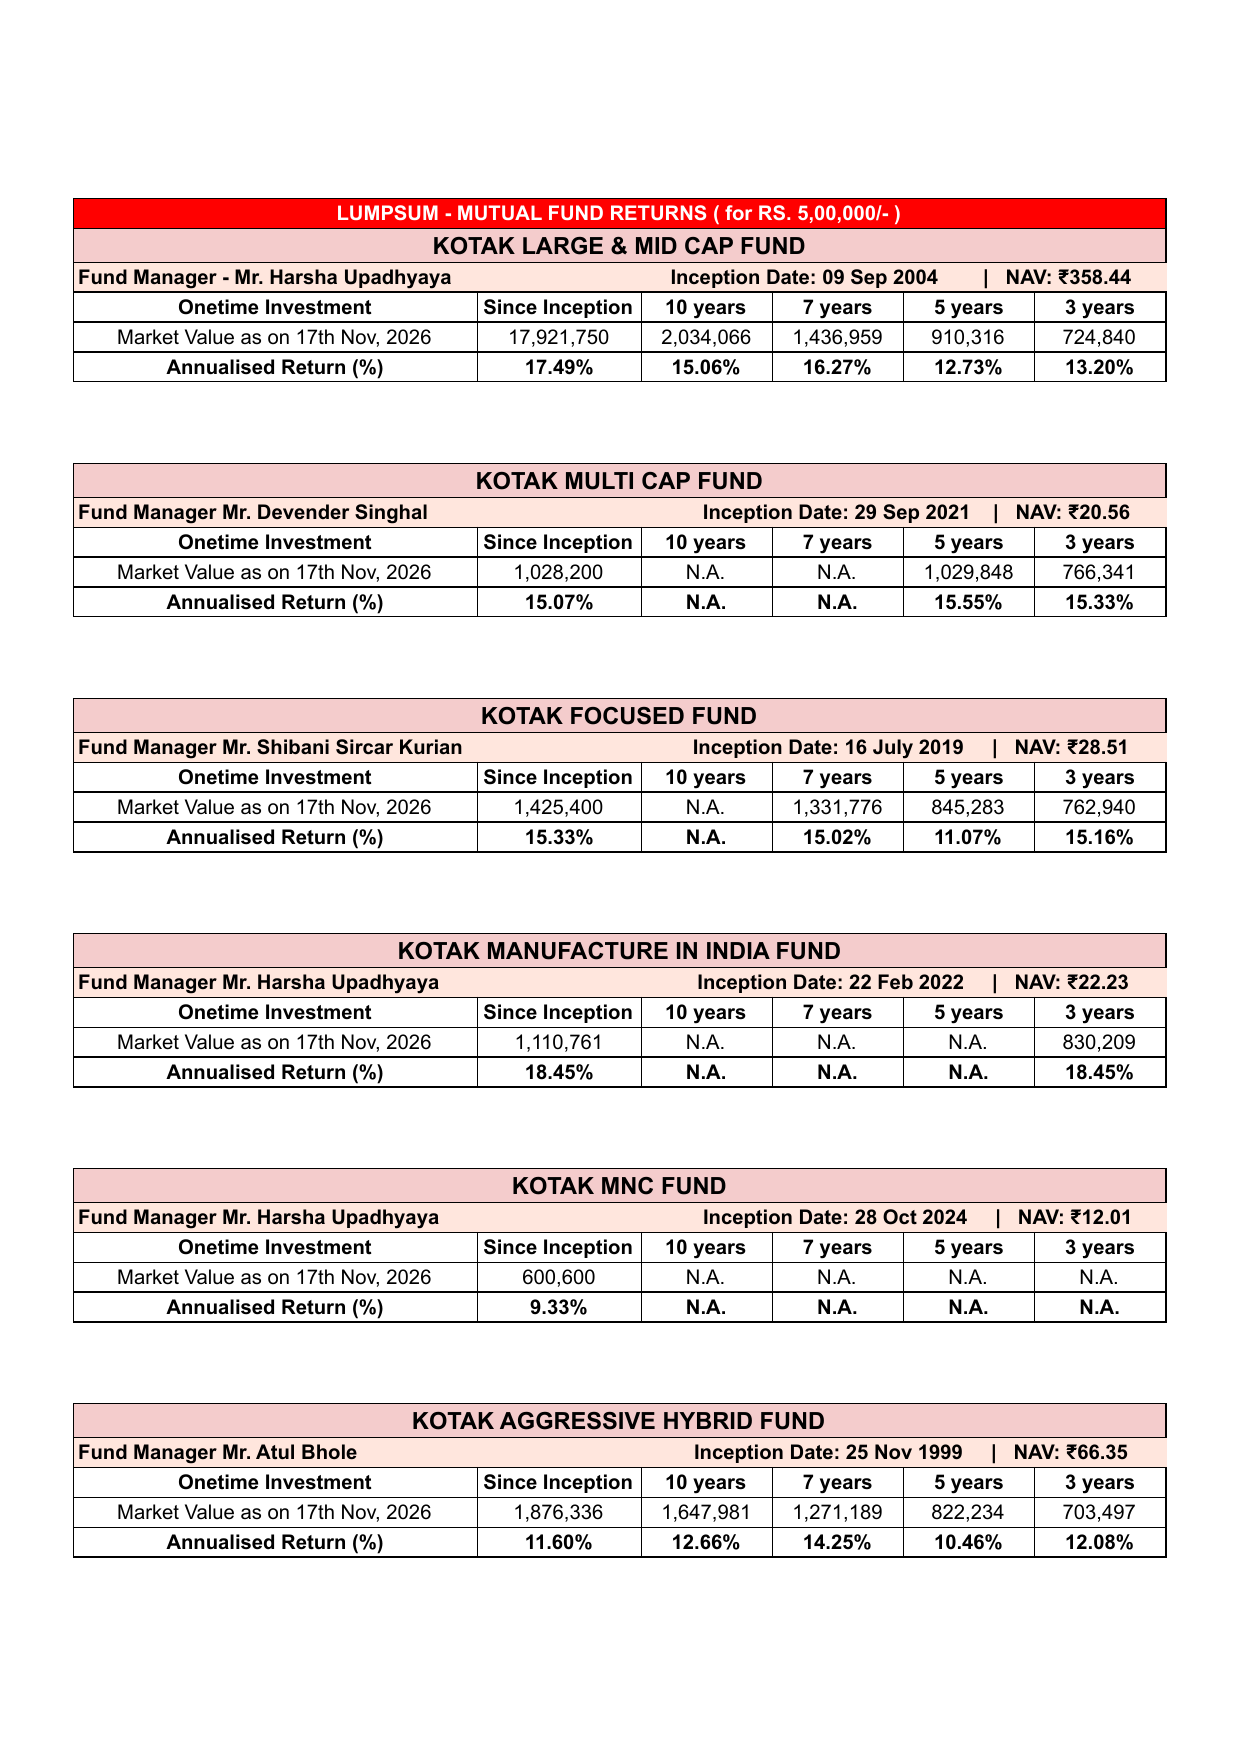 LUMPSUM - MUTUAL FUND RETURNS ( for RS. 5,00,000/- )
KOTAK LARGE & MID CAP FUND
Fund Manager - Mr. Harsha Upadhyaya Inception Date: 09 Sep 2004 | NAV: ₹358.44
Onetime Investment Since Inception 10 years 7 years 5 years 3 years
Market Value as on 17th Nov, 2026 17,921,750 2,034,066 1,436,959 910,316 724,840
Annualised Return (%) 17.49% 15.06% 16.27% 12.73% 13.20%
KOTAK MULTI CAP FUND
Fund Manager Mr. Devender Singhal Inception Date: 29 Sep 2021 | NAV: ₹20.56
Onetime Investment Since Inception 10 years 7 years 5 years 3 years
Market Value as on 17th Nov, 2026 1,028,200 N.A. N.A. 1,029,848 766,341
Annualised Return (%) 15.07% N.A. N.A. 15.55% 15.33%
KOTAK FOCUSED FUND
Fund Manager Mr. Shibani Sircar Kurian Inception Date: 16 July 2019 | NAV: ₹28.51
Onetime Investment Since Inception 10 years 7 years 5 years 3 years
Market Value as on 17th Nov, 2026 1,425,400 N.A. 1,331,776 845,283 762,940
Annualised Return (%) 15.33% N.A. 15.02% 11.07% 15.16%
KOTAK MANUFACTURE IN INDIA FUND
Fund Manager Mr. Harsha Upadhyaya Inception Date: 22 Feb 2022 | NAV: ₹22.23
Onetime Investment Since Inception 10 years 7 years 5 years 3 years
Market Value as on 17th Nov, 2026 1,110,761 N.A. N.A. N.A. 830,209
Annualised Return (%) 18.45% N.A. N.A. N.A. 18.45%
KOTAK MNC FUND
Fund Manager Mr. Harsha Upadhyaya Inception Date: 28 Oct 2024 | NAV: ₹12.01
Onetime Investment Since Inception 10 years 7 years 5 years 3 years
Market Value as on 17th Nov, 2026 600,600 N.A. N.A. N.A. N.A.
Annualised Return (%) 9.33% N.A. N.A. N.A. N.A.
KOTAK AGGRESSIVE HYBRID FUND
Fund Manager Mr. Atul Bhole Inception Date: 25 Nov 1999 | NAV: ₹66.35
Onetime Investment Since Inception 10 years 7 years 5 years 3 years
Market Value as on 17th Nov, 2026 1,876,336 1,647,981 1,271,189 822,234 703,497
Annualised Return (%) 11.60% 12.66% 14.25% 10.46% 12.08%